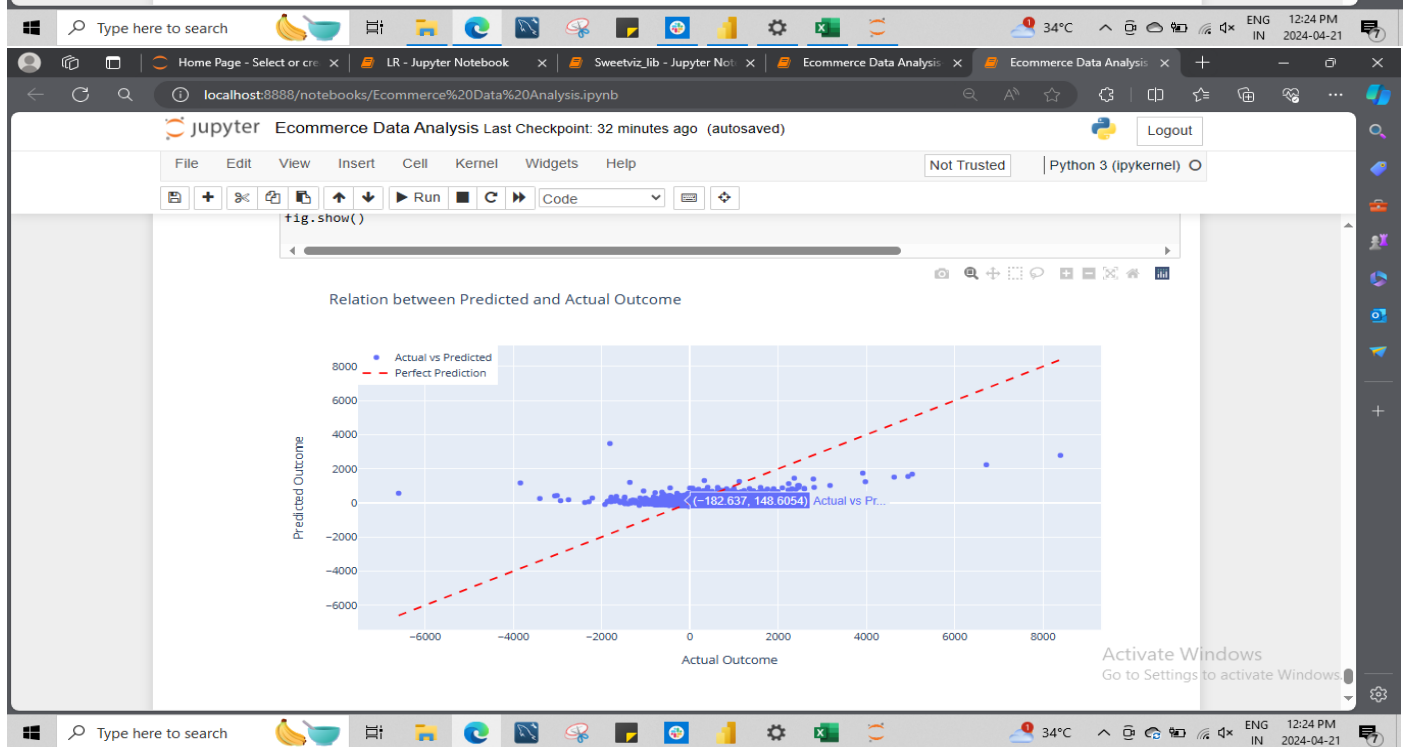 Type here to search
34°C
ENG
IN
12:24 PM
2024-04-21
7
Home Page - Select or cre
LR - Jupyter Notebook
Sweetviz_lib - Jupyter Not
Ecommerce Data Analysis
Ecommerce Data Analysis
localhost:8888/notebooks/Ecommerce%20Data%20Analysis.ipynb
jupyter Ecommerce Data Analysis Last Checkpoint: 32 minutes ago (autosaved)
Logout
File Edit View Insert Cell Kernel Widgets Help
Not Trusted
Python 3 (ipykernel)
Run
Code
fig.show()
Relation between Predicted and Actual Outcome
Actual vs Predicted
Perfect Prediction
8000
6000
4000
2000
0
−2000
−4000
−6000
Predicted Outcome
(−182.637, 148.6054) Actual vs Pr...
−6000 −4000 −2000 0 2000 4000 6000 8000
Actual Outcome
Activate Windows
Go to Settings to activate Windows.
Type here to search
34°C
ENG
IN
12:24 PM
2024-04-21
7